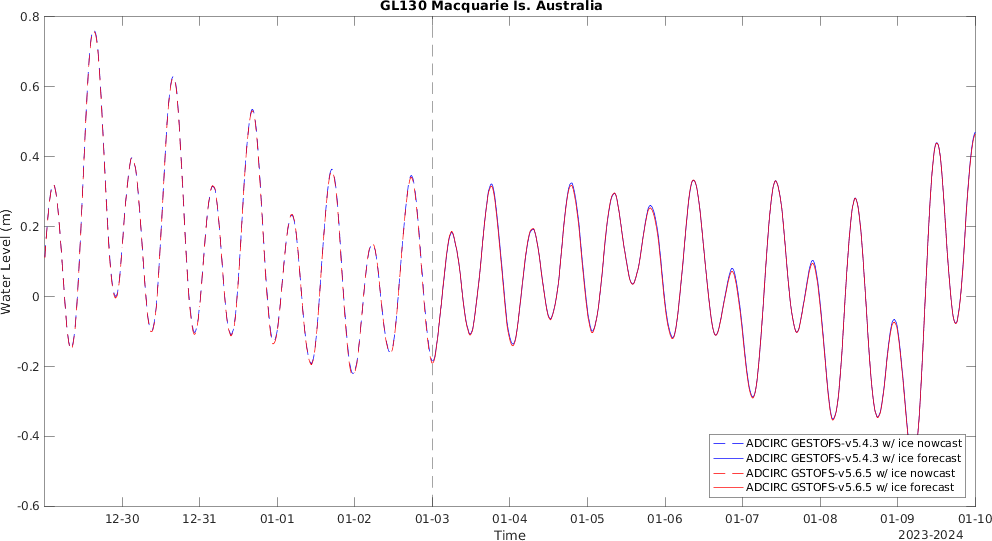 GL130 Macquarie Is. Australia
0.8
0.6
0.4
0.2
0
-0.2
-0.4
-0.6
Water Level (m)
ADCIRC GESTOFS-v5.4.3 w/ ice nowcast
ADCIRC GESTOFS-v5.4.3 w/ ice forecast
ADCIRC GSTOFS-v5.6.5 w/ ice nowcast
ADCIRC GSTOFS-v5.6.5 w/ ice forecast
12-30 12-31 01-01 01-02 01-03 01-04 01-05 01-06 01-07 01-08 01-09 01-10
Time
2023-2024